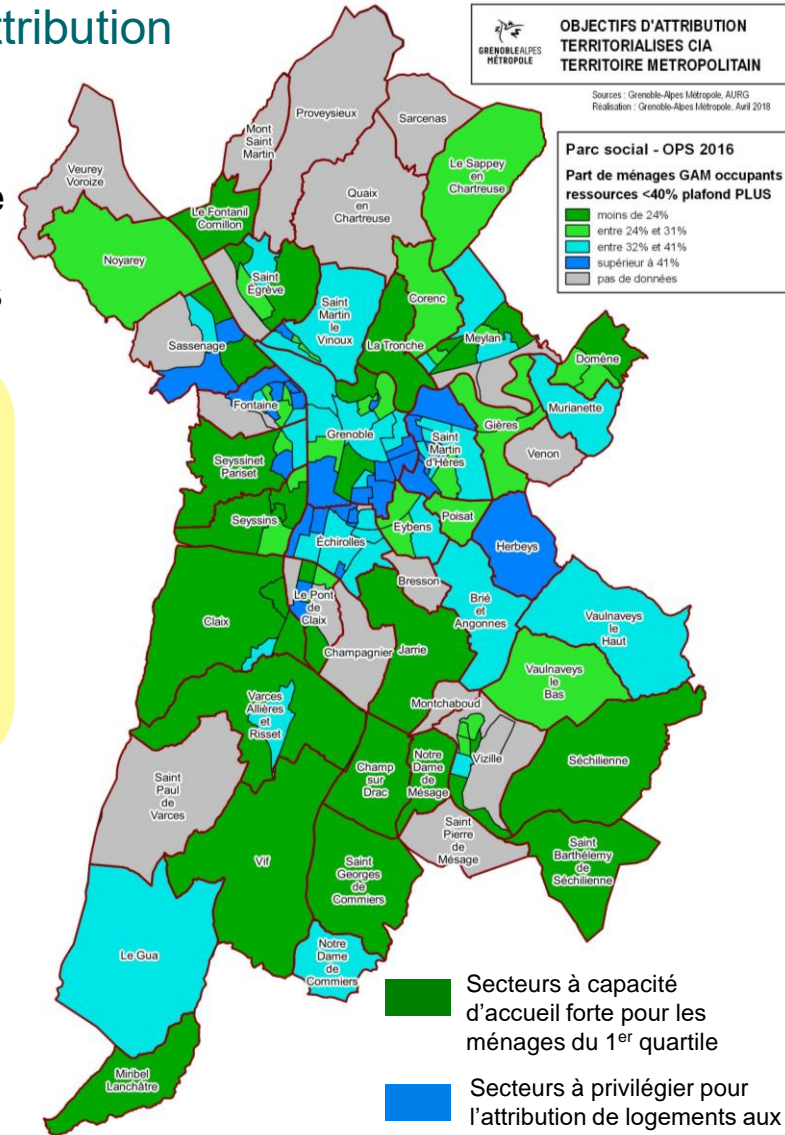 ttribution
e
s
GRENOBLEALPES
MÉTROPOLE
OBJECTIFS D'ATTRIBUTION
TERRITORIALISES CIA
TERRITOIRE METROPOLITAIN
Sources : Grenoble-Alpes Métropole, AURG
Réalisation : Grenoble-Alpes Métropole, Avril 2018
Parc social - OPS 2016
Part de ménages GAM occupants
ressources <40% plafond PLUS
moins de 24%
entre 24% et 31%
entre 32% et 41%
supérieur à 41%
pas de données
Proveysieux
Sarcenas
Mont
Saint
Martin
Le Sappey
en
Chartreuse
Veurey
Voroize
Quaix
en
Chartreuse
Le Fontanil
Cornillon
Noyarey
Saint
Égrève
Corenc
Saint
Martin
le
Vinoux
Sassenage
La Tronche
Meylan
Domène
Murianette
Fontaine
Grenoble
Gières
Saint
Martin
d'Hères
Venon
Seyssinet
Pariset
Seyssins
Poisat
Eybens
Échirolles
Herbeys
Bresson
Le Pont
de
Claix
Brié
et
Angonnes
Vaulnaveys
le
Haut
Claix
Champagnier
Jarrie
Vaulnaveys
le
Bas
Varces
Allières
et
Risset
Montchaboud
Vizille
Séchilienne
Champ
sur
Drac
Notre
Dame
de
Mésage
Saint
Paul
de
Varces
Saint
Pierre
de
Mésage
Saint
Barthélemy
de
Séchilienne
Vif
Saint
Georges
de
Commiers
Le Gua
Notre
Dame
de
Commiers
Miribel
Lanchâtre
Secteurs à capacité
d'accueil forte pour les
ménages du 1er quartile
Secteurs à privilégier pour
l'attribution de logements aux